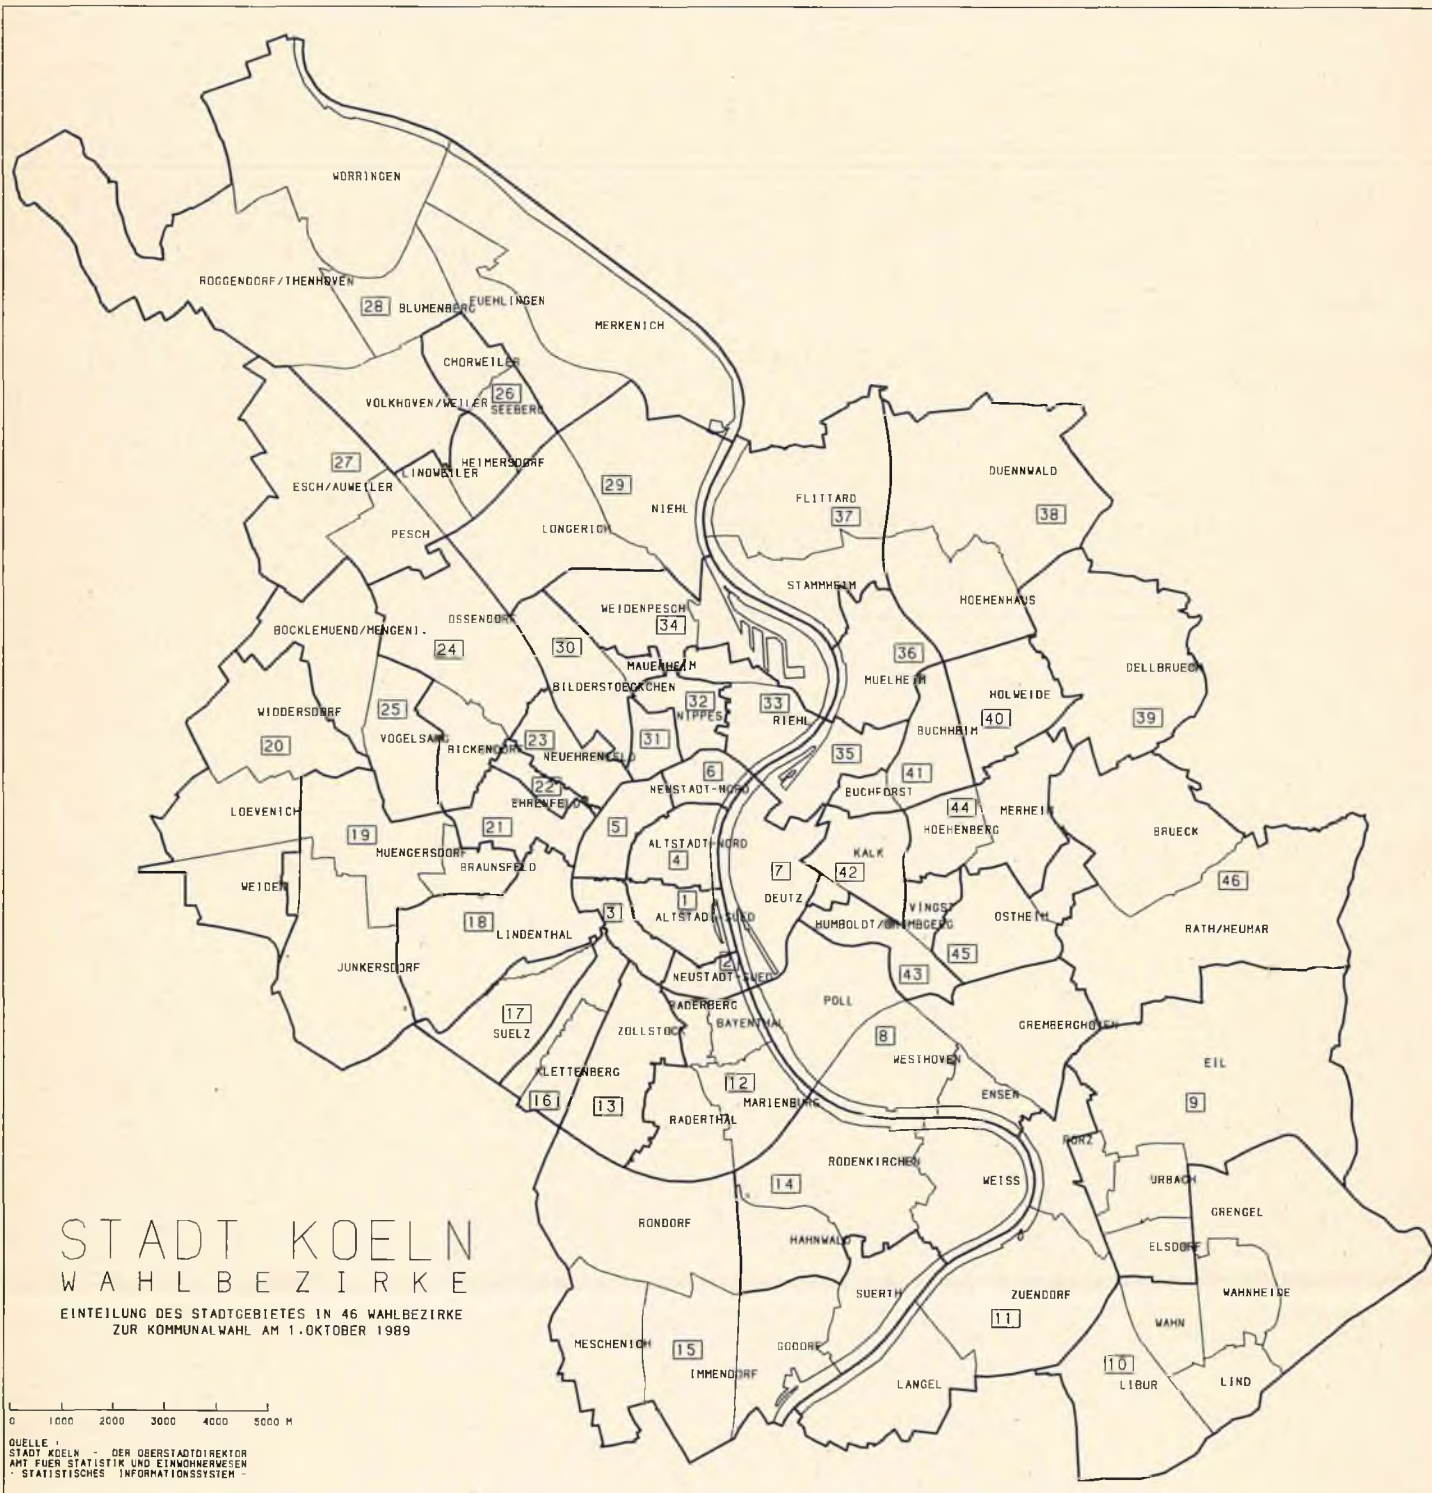 WORRINGEN
ROGGENDORF/THENHOVEN
28
BLUMENBERG
FUEHLINGEN
MERKENICH
CHORWEILER
VOLKHOVEN/WEILER
26
SEEBERG
27
LINDWEILER
HEIMERSDORF
ESCH/AUWEILER
29
NIEHL
FLITTARD
37
DUENNWALD
38
PESCH
LONGERICH
STAMMHEIM
HOEHENHAUS
WEIDENPESCH
34
OSSENDORF
BOCKLEMUEND/MENGENI.
24
30
36
MAUENHEIM
MUELHEIM
DELLBRUECK
BILDERSTOECKCHEN
HOLWEIDE
40
39
WIDDERSDORF
25
32
NIPPES
33
RIEHL
20
VOGELSANG
BICKENDORF
23
NEUEHRENFELD
31
35
BUCHHEIM
22
EHRENFELD
6
NEUSTADT-NORD
41
BUCHFORST
LOEVENICH
44
MERHEIM
19
21
5
HOEHENBERG
BRUECK
MUENGERSDORF
ALTSTADT-NORD
4
KALK
42
BRAUNSFELD
7
DEUTZ
46
WEIDEN
1
ALTSTADT-SUED
3
VINGST
OSTHEIM
18
LINDENTHAL
HUMBOLDT/GREMBGERG
RATH/HEUMAR
45
JUNKERSDORF
2
NEUSTADT-SUED
43
17
SUELZ
RADERBERG
BAYENTHAL
POLL
ZOLLSTOCK
8
GREMBERGHOVEN
WESTHOVEN
EIL
KLETTENBERG
12
MARIENBURG
ENSEN
9
16
13
RADERTHAL
PORZ
RODENKIRCHEN
14
WEISS
URBACH
GRENGEL
RONDORF
HAHNWALD
ELSDORF
SUERTH
ZUENDORF
WAHNHEIDE
11
WAHN
MESCHENICH
15
IMMENDORF
GODORF
LANGEL
10
LIBUR
LIND
STADT KOELN
WAHLBEZIRKE
EINTEILUNG DES STADTGEBIETES IN 46 WAHLBEZIRKE
ZUR KOMMUNALWAHL AM 1.OKTOBER 1989
0 1000 2000 3000 4000 5000 M
QUELLE :
STADT KOELN - DER OBERSTADTDIREKTOR
AMT FUER STATISTIK UND EINWOHNERWESEN
- STATISTISCHES INFORMATIONSSYSTEM -